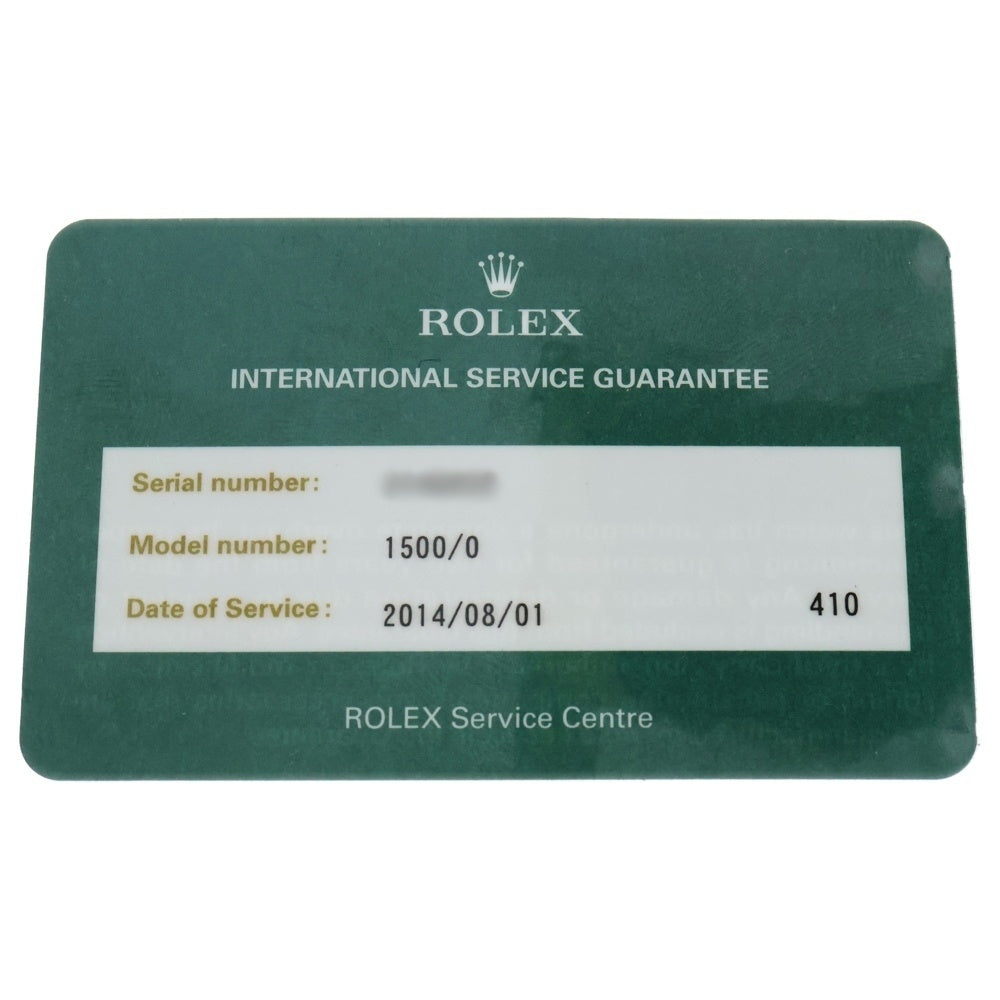 ROLEX
INTERNATIONAL SERVICE GUARANTEE
Serial number:
Model number: 1500/0
Date of Service: 2014/08/01 410
ROLEX Service Centre